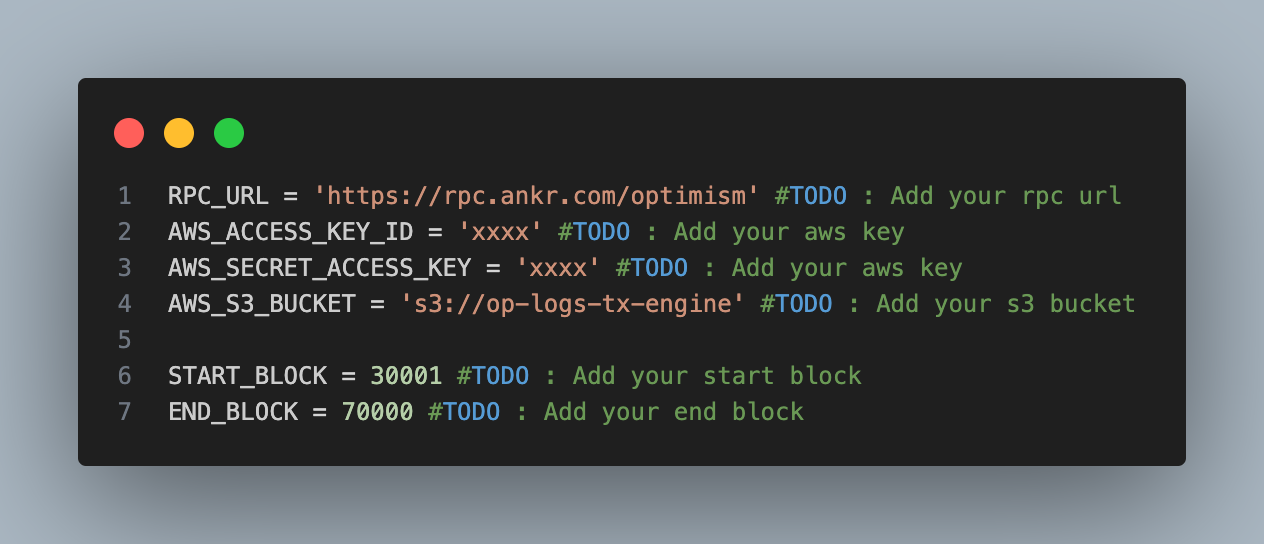 1 RPC_URL = 'https://rpc.ankr.com/optimism' #TODO : Add your rpc url
2 AWS_ACCESS_KEY_ID = 'xxxx' #TODO : Add your aws key
3 AWS_SECRET_ACCESS_KEY = 'xxxx' #TODO : Add your aws key
4 AWS_S3_BUCKET = 's3://op-logs-tx-engine' #TODO : Add your s3 bucket
5
6 START_BLOCK = 30001 #TODO : Add your start block
7 END_BLOCK = 70000 #TODO : Add your end block